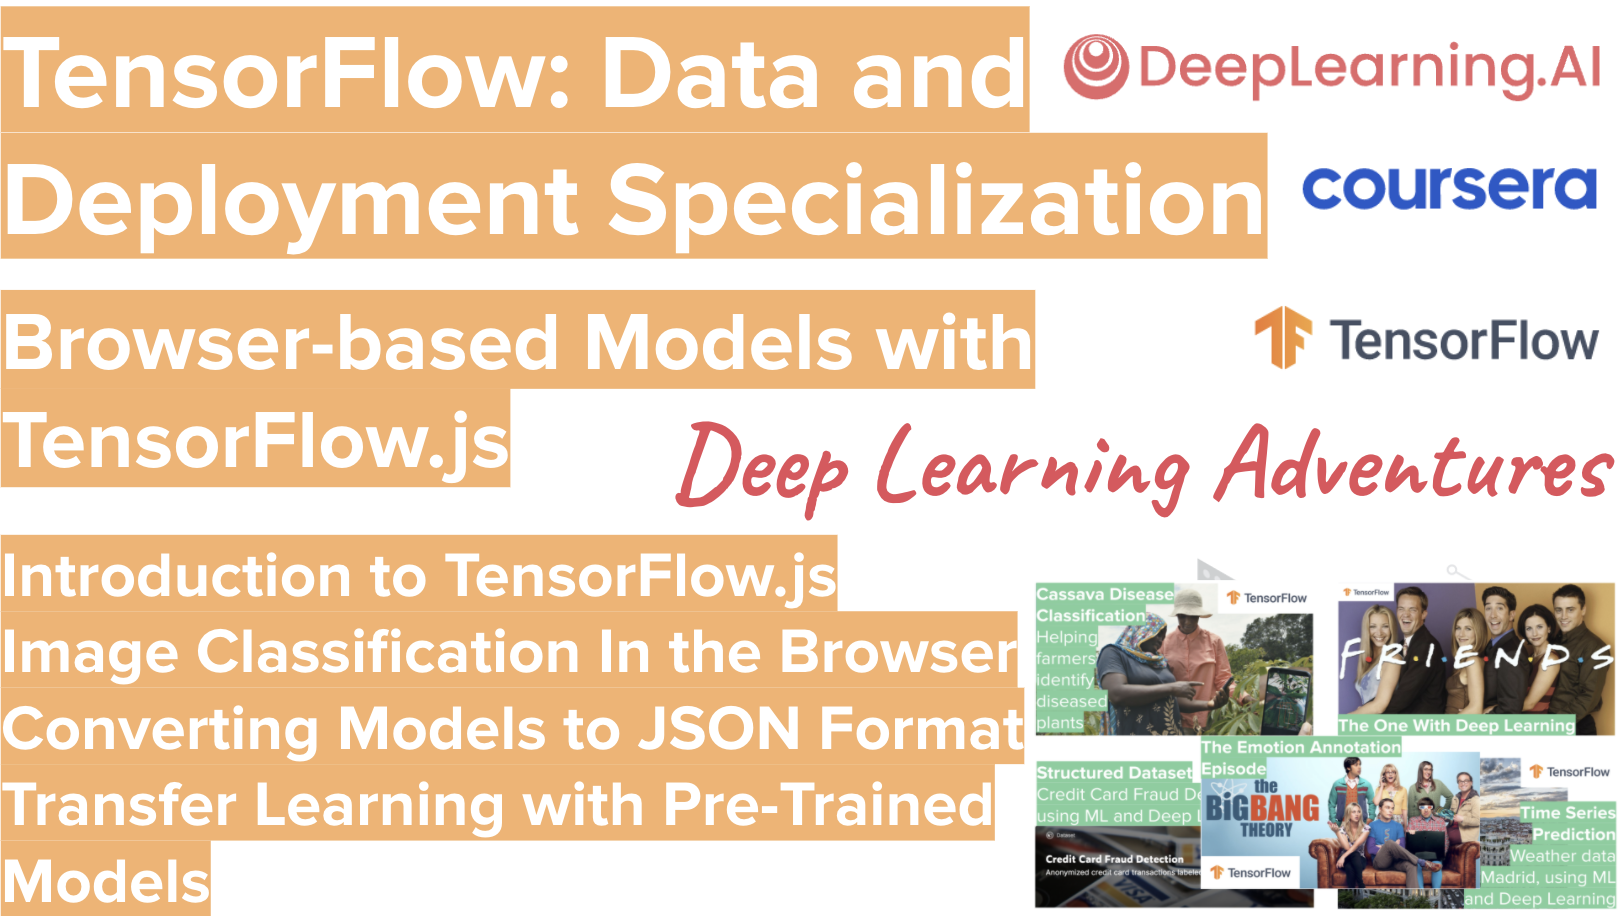 TensorFlow: Data and
Deployment Specialization
DeepLearning.AI
coursera
Browser-based Models with
TensorFlow.js
TensorFlow
Deep Learning Adventures
Introduction to TensorFlow.js
Image Classification In the Browser
Converting Models to JSON Format
Transfer Learning with Pre-Trained
Models
Cassava Disease
Classification
Helping
farmers
identify
diseased
plants
TensorFlow
TensorFlow
F.R.I.E.N.D.S
The One With Deep Learning
The Emotion Annotation
Episode
the
BIGBANG
THEORY
TensorFlow
Structured Dataset
Credit Card Fraud De
using ML and Deep L
Dataset
Credit Card Fraud Detection
Anonymized credit card transactions labele
VISA
TensorFlow
Time Series
Prediction
Weather data
Madrid, using ML
and Deep Learning